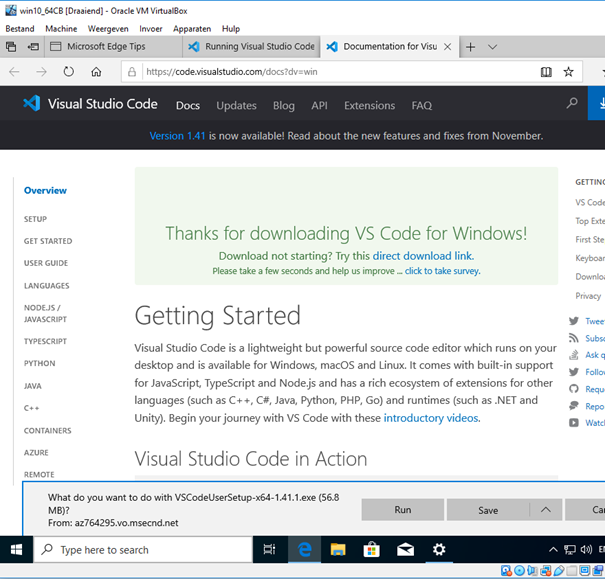 win10_64CB [Draaiend] - Oracle VM VirtualBox
Bestand Machine Weergeven Invoer Apparaten Hulp
Microsoft Edge Tips Running Visual Studio Code Documentation for Visu
https://code.visualstudio.com/docs?dv=win
Visual Studio Code Docs Updates Blog API Extensions FAQ
Version 1.41 is now available! Read about the new features and fixes from November.
Overview
SETUP
GET STARTED
USER GUIDE
LANGUAGES
NODE.JS /
JAVASCRIPT
TYPESCRIPT
PYTHON
JAVA
C++
CONTAINERS
AZURE
REMOTE
Thanks for downloading VS Code for Windows!
Download not starting? Try this direct download link.
Please take a few seconds and help us improve ... click to take survey.
Getting Started
Visual Studio Code is a lightweight but powerful source code editor which runs on your
desktop and is available for Windows, macOS and Linux. It comes with built-in support
for JavaScript, TypeScript and Node.js and has a rich ecosystem of extensions for other
languages (such as C++, C#, Java, Python, PHP, Go) and runtimes (such as .NET and
Unity). Begin your journey with VS Code with these introductory videos.
Visual Studio Code in Action
GETTING
VS Code
Top Exte
First Ste
Keyboar
Downloa
Privacy
Twee
Subsc
Ask q
Follow
Reque
Repo
Watch
What do you want to do with VSCodeUserSetup-x64-1.41.1.exe (56.8
MB)?
From: az764295.vo.msecnd.net
Run Save Can
Type here to search